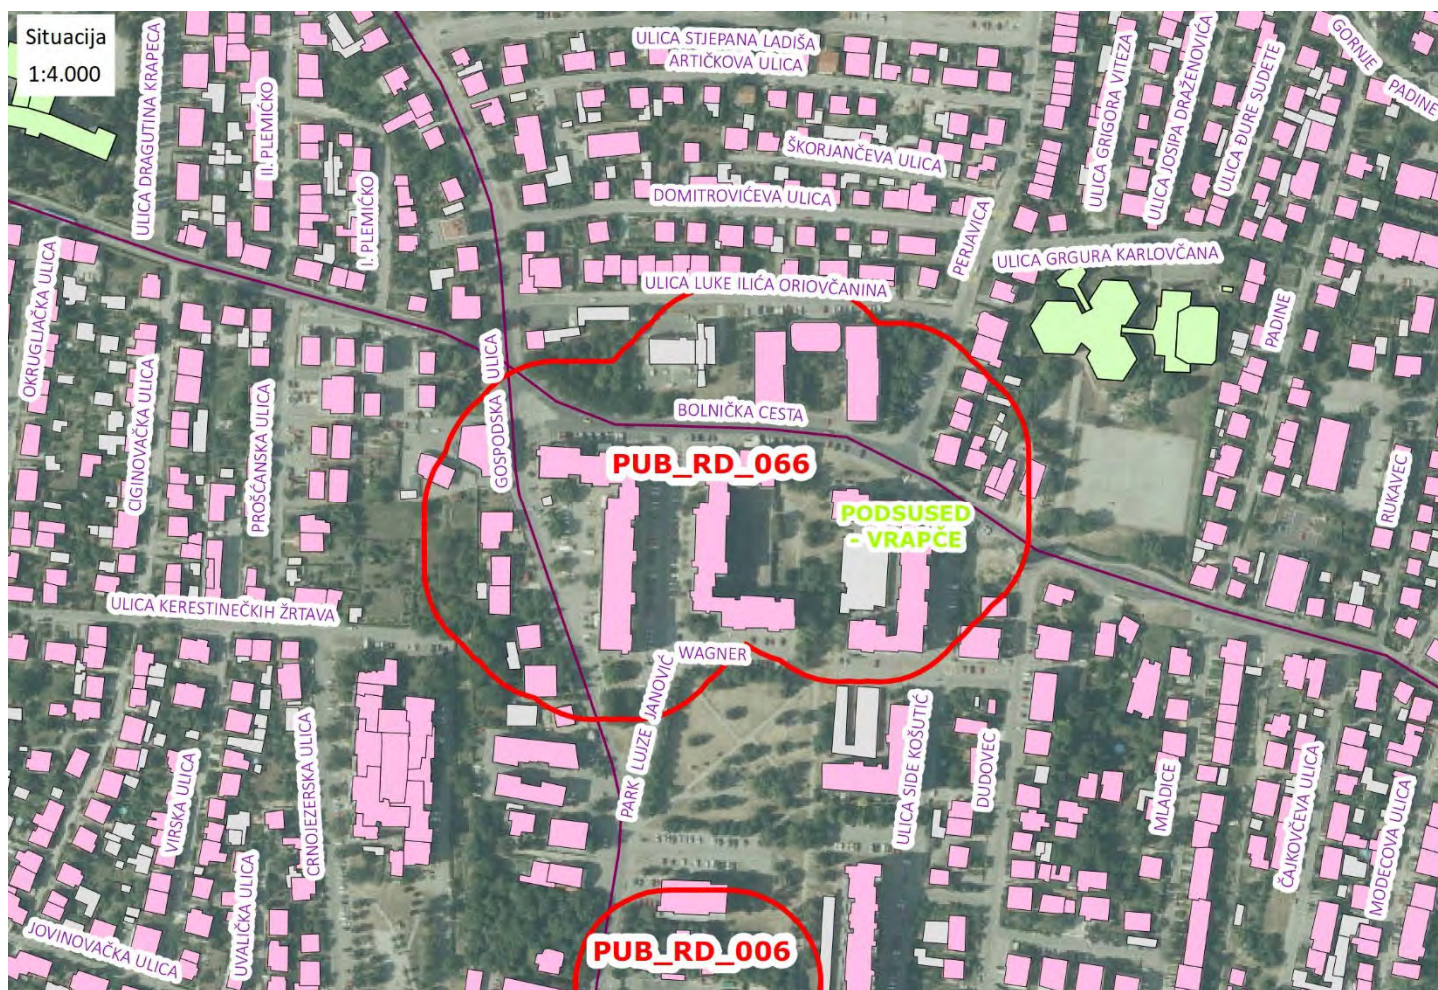 Situacija
1:4.000
ULICA STJEPANA LADIŠA
ARTIČKOVA ULICA
ULICA DRAGUTINA KRAPECA
II. PLEMIĆKO
I. PLEMIĆKO
ŠKORJANČEVA ULICA
DOMITROVIĆEVA ULICA
PERJAVICA
ULICA GRIGORA VITEZA
ULICA JOSIPA DRAŽENOVIĆA
ULICA ĐURE SUDETE
GORNJE PADINE
ULICA GRGURA KARLOVČANA
ULICA LUKE ILIĆA ORIOVČANINA
PADINE
OKRUGLJAČKA ULICA
CIGINOVAČKA ULICA
PROŠĆANSKA ULICA
GOSPODSKA ULICA
BOLNIČKA CESTA
PUB_RD_066
PODSUSED
- VRAPČE
RUKAVEC
ULICA KERESTINEČKIH ŽRTAVA
PARK LUJZE JANOVIĆ WAGNER
ULICA SIDE KOŠUTIĆ
DUDOVEC
MLADICE
ČAJKOVČEVA ULICA
MODECOVA ULICA
VIRSKA ULICA
CRNOJEZERSKA ULICA
UVALIČKA ULICA
JOVINOVAČKA ULICA
PUB_RD_006